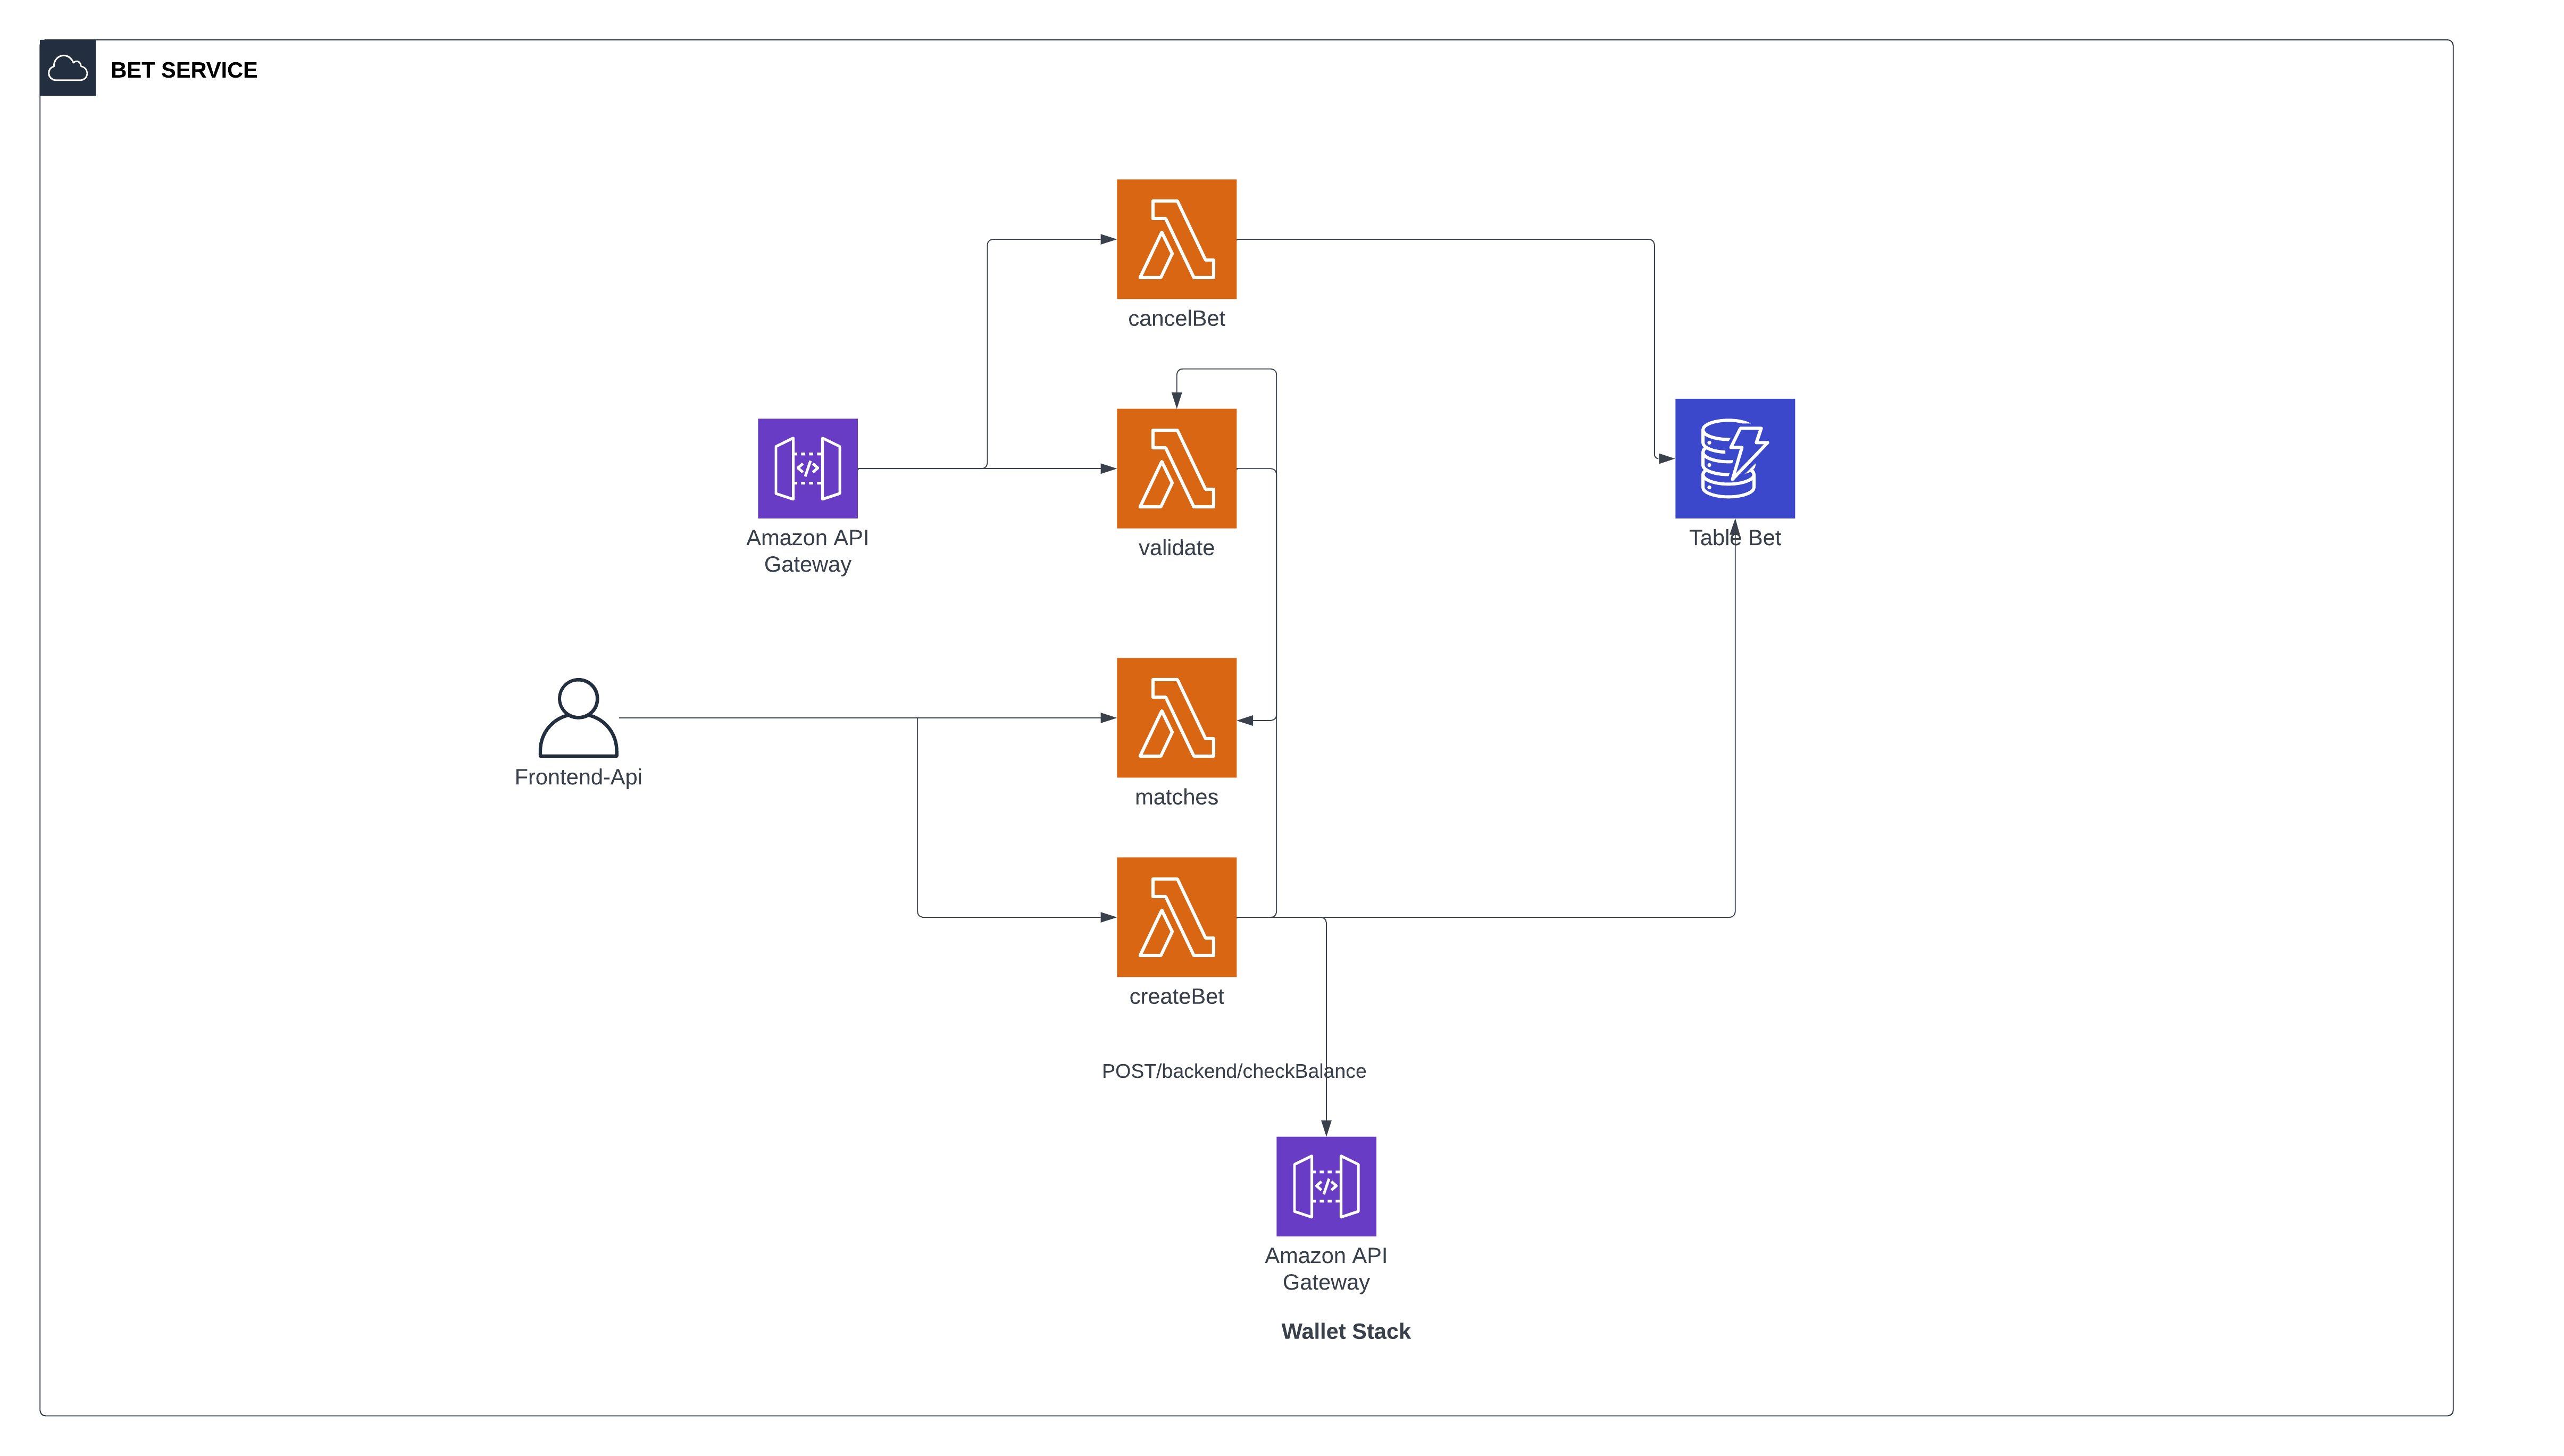 BET SERVICE
cancelBet
Amazon API
Gateway
validate
Table Bet
Frontend-Api
matches
createBet
POST/backend/checkBalance
Amazon API
Gateway
Wallet Stack